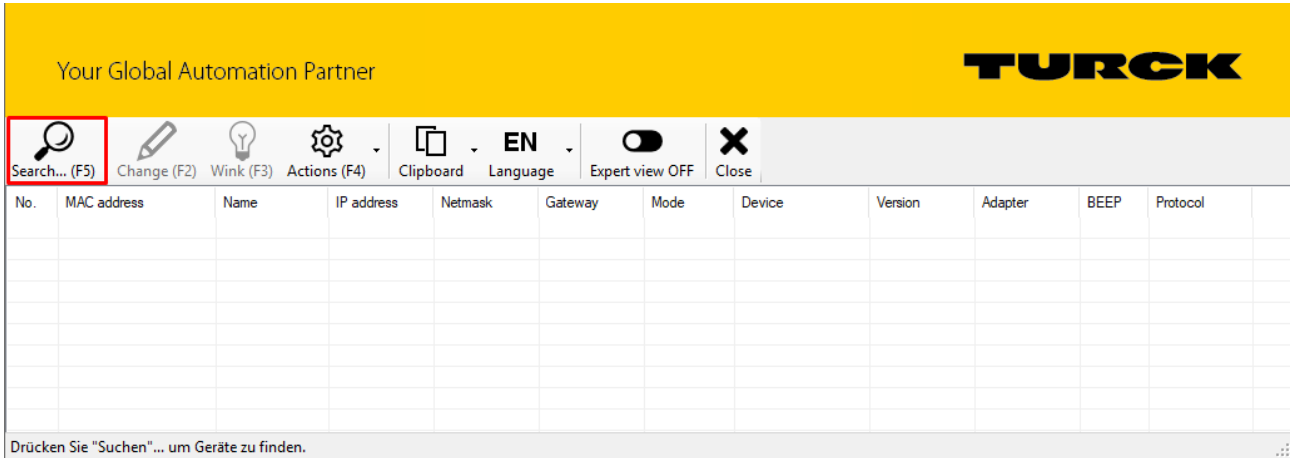 Your Global Automation Partner
TURCK
EN
Search... (F5) Change (F2) Wink (F3) Actions (F4) Clipboard Language Expert view OFF Close
No. MAC address Name IP address Netmask Gateway Mode Device Version Adapter BEEP Protocol
Drücken Sie "Suchen"... um Geräte zu finden.